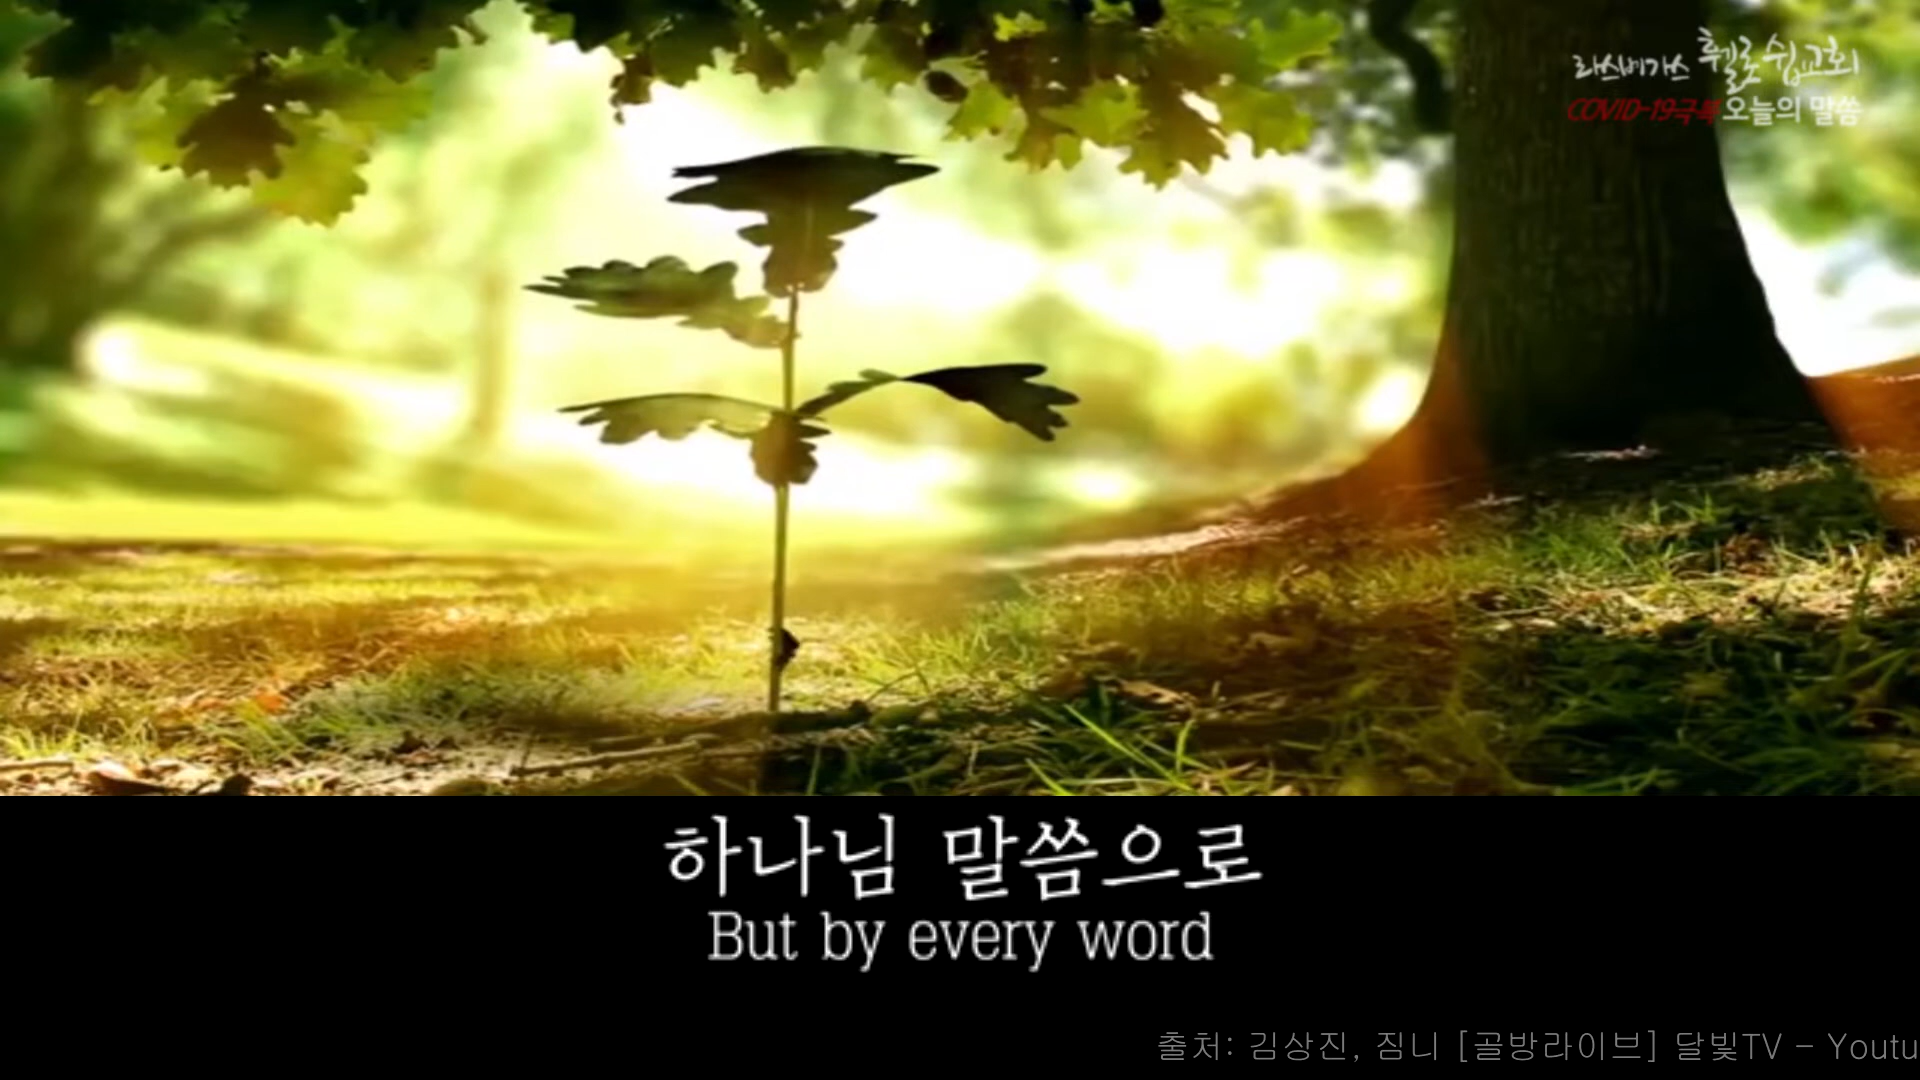 라스베가스 휄로쉽교회
COVID-19극복 오늘의 말씀
하나님 말씀으로
But by every word
출처: 김상진, 짐니 [골방라이브] 달빛TV - Youtu